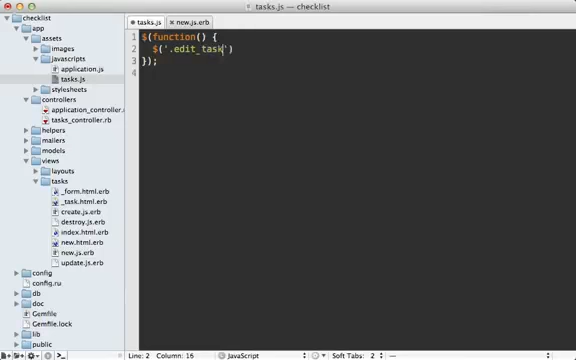 tasks.js — checklist
checklist
app
assets
images
javascripts
application.js
tasks.js
stylesheets
controllers
application_controller.rb
tasks_controller.rb
helpers
mailers
models
views
layouts
tasks
_form.html.erb
_task.html.erb
create.js.erb
destroy.js.erb
index.html.erb
new.html.erb
new.js.erb
update.js.erb
config
config.ru
db
doc
Gemfile
Gemfile.lock
lib
public
tasks.js
new.js.erb
1 $(function() {
2 $('.edit_task')
3 });
4
Line: 2 Column: 16
JavaScript
Soft Tabs: 2
—